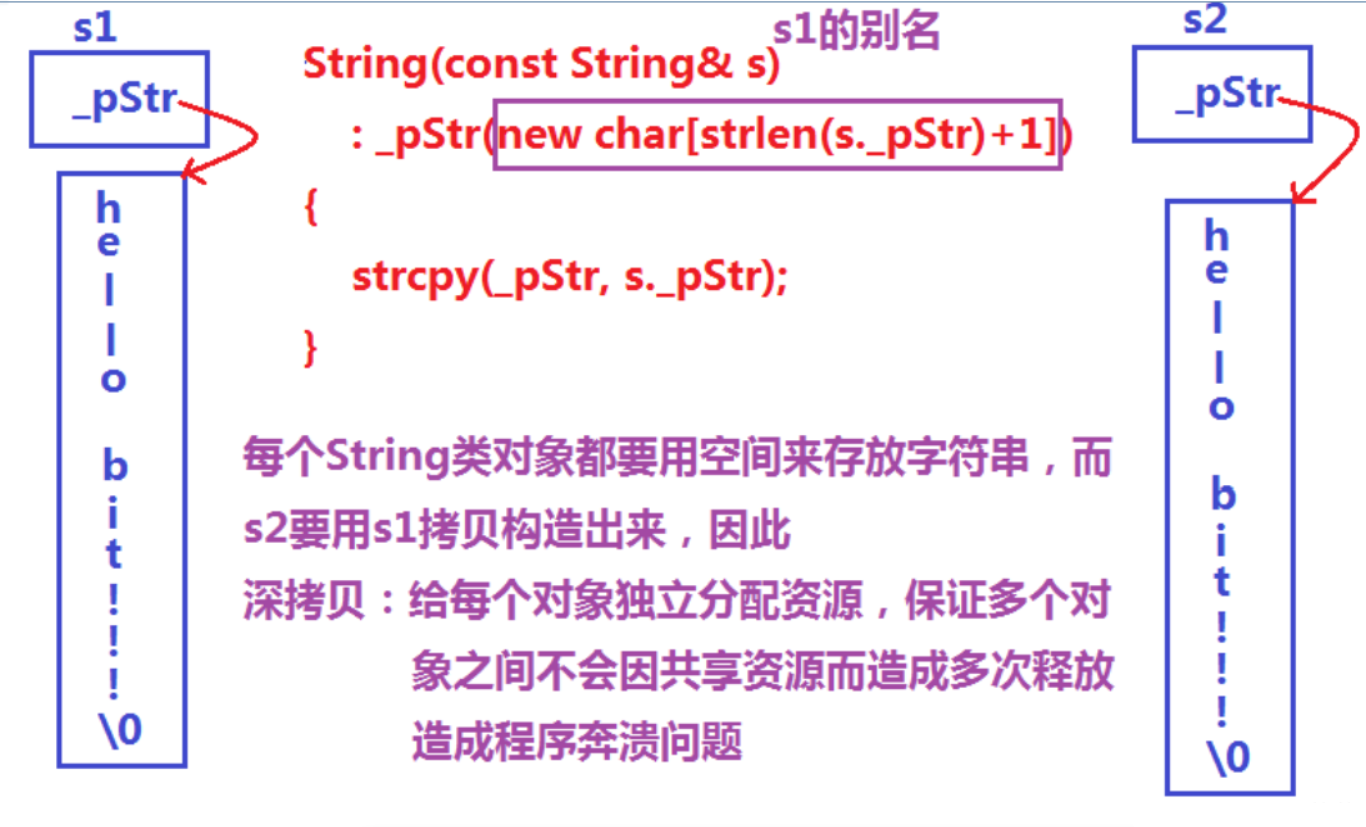 s1
_pStr
h
e
l
l
o
b
i
t
!
!
!
\0
s1的别名
String(const String& s)
: _pStr(new char[strlen(s._pStr)+1])
{
strcpy(_pStr, s._pStr);
}
每个String类对象都要用空间来存放字符串，而
s2要用s1拷贝构造出来，因此
深拷贝：给每个对象独立分配资源，保证多个对
象之间不会因共享资源而造成多次释放
造成程序奔溃问题
s2
_pStr
h
e
l
l
o
b
i
t
!
!
!
\0